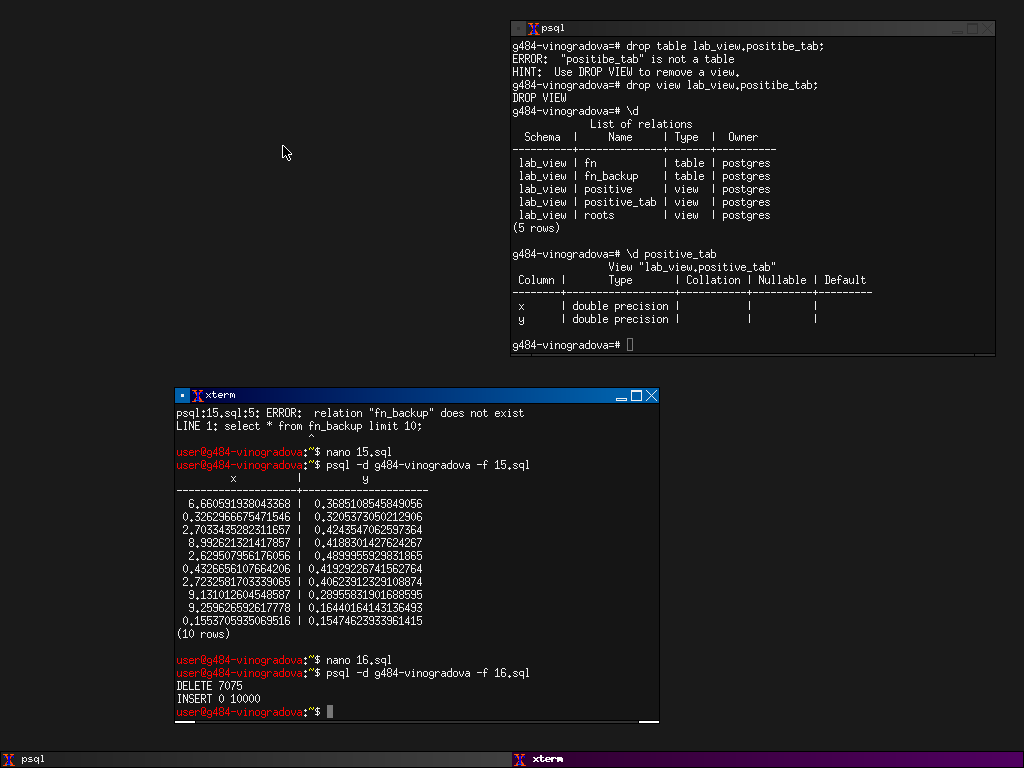 psql
g484-vinogradova=# drop table lab_view.positibe_tab;
ERROR:  "positibe_tab" is not a table
HINT:  Use DROP VIEW to remove a view.
g484-vinogradova=# drop view lab_view.positibe_tab;
DROP VIEW
g484-vinogradova=# \d
             List of relations
  Schema  |     Name     | Type  |  Owner
----------+--------------+-------+----------
 lab_view | fn           | table | postgres
 lab_view | fn_backup    | table | postgres
 lab_view | positive     | view  | postgres
 lab_view | positive_tab | view  | postgres
 lab_view | roots        | view  | postgres
(5 rows)
g484-vinogradova=# \d positive_tab
                View "lab_view.positive_tab"
 Column |       Type       | Collation | Nullable | Default
--------+------------------+-----------+----------+---------
 x      | double precision |           |          |
 y      | double precision |           |          |
g484-vinogradova=#
xterm
psql:15.sql:5: ERROR:  relation "fn_backup" does not exist
LINE 1: select * from fn_backup limit 10;
                      ^
user@g484-vinogradova:~$ nano 15.sql
user@g484-vinogradova:~$ psql -d g484-vinogradova -f 15.sql
         x          |          y
--------------------+---------------------
  6.660591938043368 |  0.3685108545849056
 0.3262966675471546 |  0.3205373050212906
 2.7033435282311657 |  0.4243547062597364
  8.992621321417857 |  0.4188301427624267
  2.629507956176056 |  0.4899955929831865
 0.4326656107664206 | 0.41929226741562764
 2.7232581703339065 | 0.40623912329108874
  9.131012604548587 | 0.28955831901688595
  9.259626592617778 | 0.16440164143136493
 0.1553705935069516 | 0.15474623933961415
(10 rows)
user@g484-vinogradova:~$ nano 16.sql
user@g484-vinogradova:~$ psql -d g484-vinogradova -f 16.sql
DELETE 7075
INSERT 0 10000
user@g484-vinogradova:~$
psql
xterm